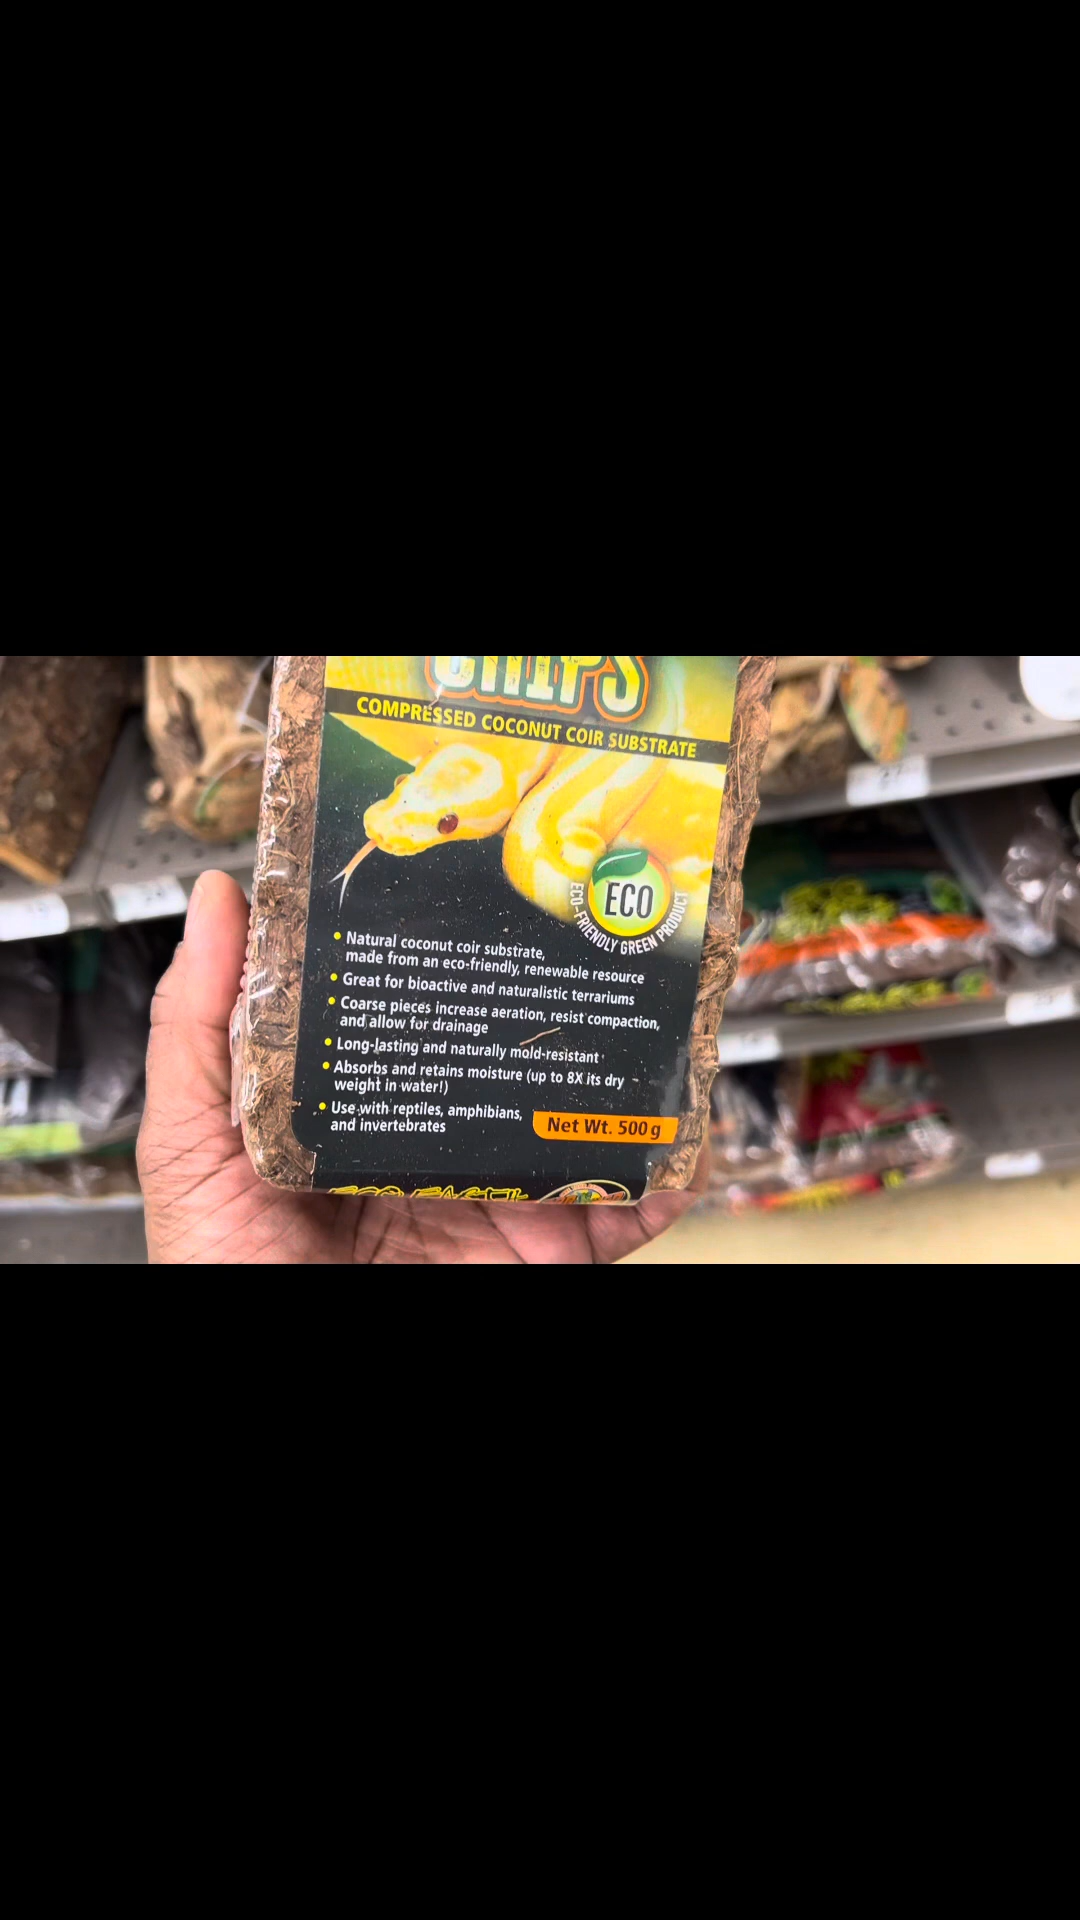 CHIPS
COMPRESSED COCONUT COIR SUBSTRATE
ECO
ECO-FRIENDLY GREEN PRODUCT
• Natural coconut coir substrate,
made from an eco-friendly, renewable resource
• Great for bioactive and naturalistic terrariums
• Coarse pieces increase aeration, resist compaction,
and allow for drainage
• Long-lasting and naturally mold-resistant
• Absorbs and retains moisture (up to 8X its dry
weight in water!)
• Use with reptiles, amphibians,
and invertebrates
Net Wt. 500g